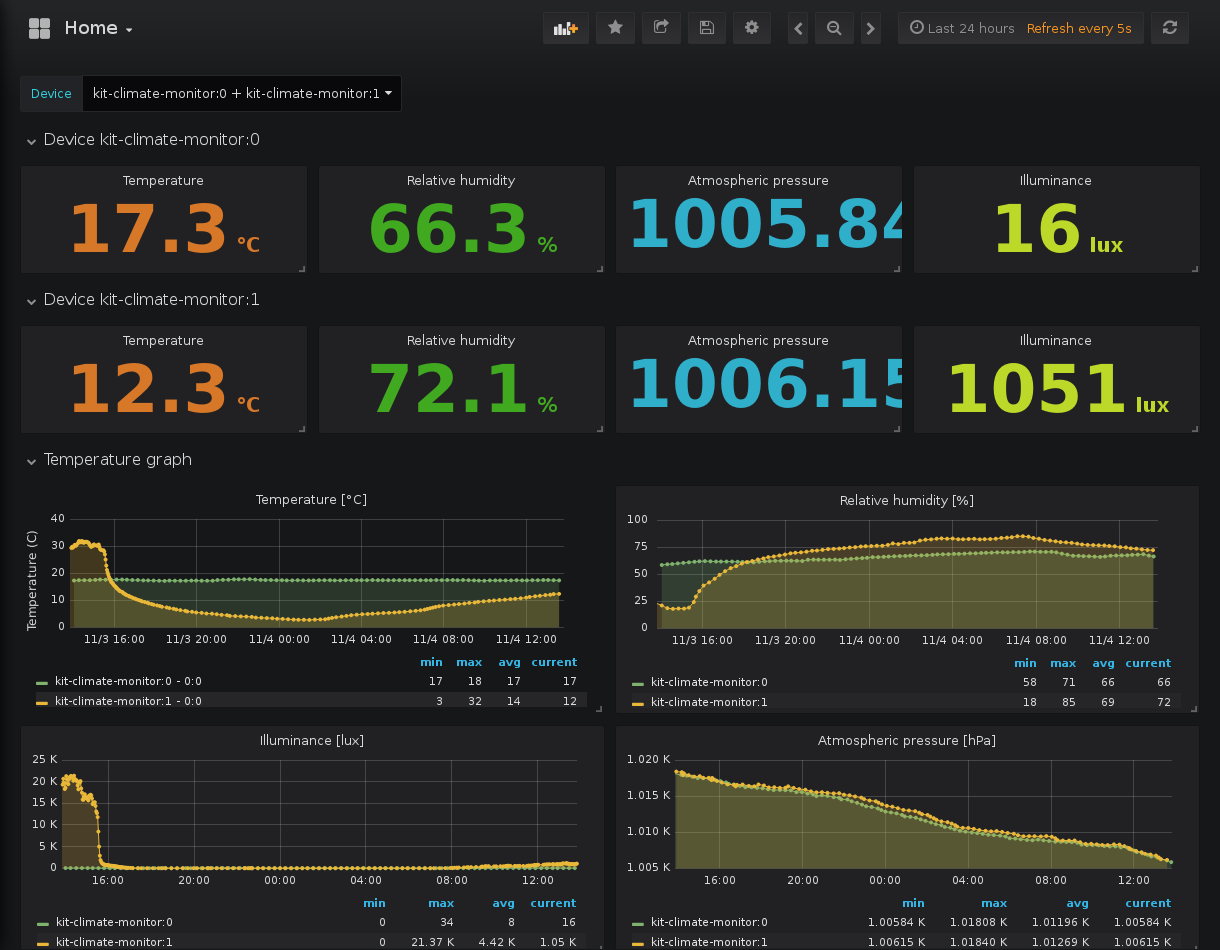 Home
Last 24 hours Refresh every 5s
Device kit-climate-monitor:0 + kit-climate-monitor:1
Device kit-climate-monitor:0
Temperature Relative humidity Atmospheric pressure Illuminance
17.3 °C 66.3 % 1005.84 16 lux
Device kit-climate-monitor:1
Temperature Relative humidity Atmospheric pressure Illuminance
12.3 °C 72.1 % 1006.15 1051 lux
Temperature graph
Temperature [°C]
Temperature (C)
40
30
20
10
0
11/3 16:00 11/3 20:00 11/4 00:00 11/4 04:00 11/4 08:00 11/4 12:00
min max avg current
kit-climate-monitor:0 - 0:0 17 18 17 17
kit-climate-monitor:1 - 0:0 3 32 14 12
Relative humidity [%]
100
75
50
25
0
11/3 16:00 11/3 20:00 11/4 00:00 11/4 04:00 11/4 08:00 11/4 12:00
min max avg current
kit-climate-monitor:0 58 71 66 66
kit-climate-monitor:1 18 85 69 72
Illuminance [lux]
25 K
20 K
15 K
10 K
5 K
0
16:00 20:00 00:00 04:00 08:00 12:00
min max avg current
kit-climate-monitor:0 0 34 8 16
kit-climate-monitor:1 0 21.37 K 4.42 K 1.05 K
Atmospheric pressure [hPa]
1.020 K
1.015 K
1.010 K
1.005 K
16:00 20:00 00:00 04:00 08:00 12:00
min max avg current
kit-climate-monitor:0 1.00584 K 1.01808 K 1.01196 K 1.00584 K
kit-climate-monitor:1 1.00615 K 1.01840 K 1.01269 K 1.00615 K